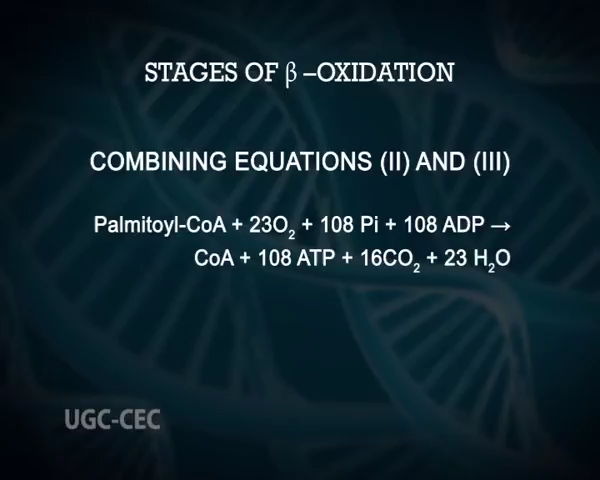 STAGES OF β –OXIDATION
COMBINING EQUATIONS (II) AND (III)
Palmitoyl-CoA + 23O₂ + 108 Pi + 108 ADP →
CoA + 108 ATP + 16CO₂ + 23 H₂O
UGC-CEC